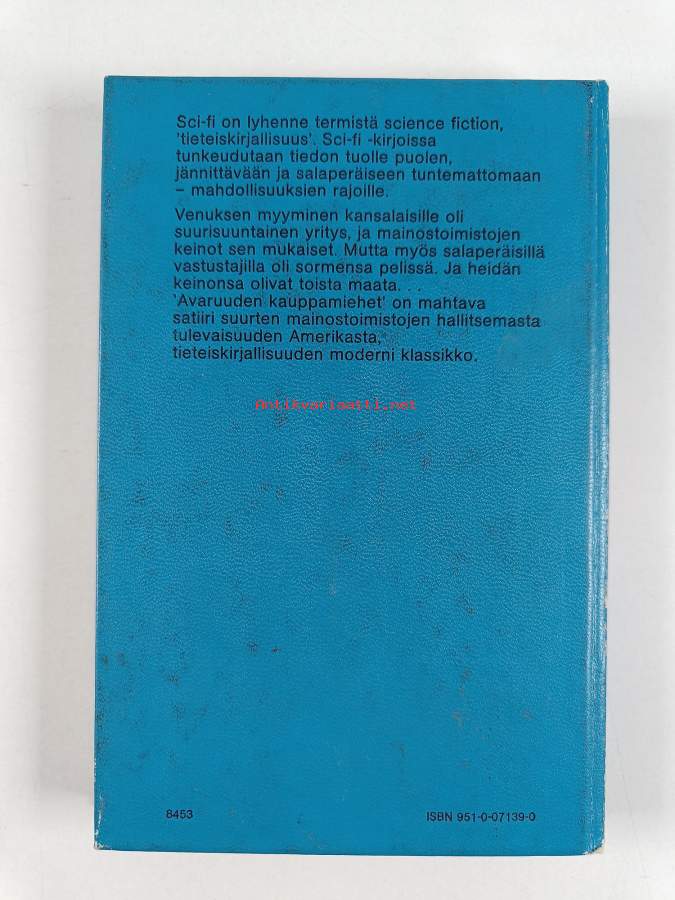 Sci-fi on lyhenne termistä science fiction,
'tieteiskirjallisuus'. Sci-fi -kirjoissa
tunkeudutaan tiedon tuolle puolen,
jännittävään ja salaperäiseen tuntemattomaan
– mahdollisuuksien rajoille.
Venuksen myyminen kansalaisille oli
suurisuuntainen yritys, ja mainostoimistojen
keinot sen mukaiset. Mutta myös salaperäisillä
vastustajilla oli sormensa pelissä. Ja heidän
keinonsa olivat toista maata. . .
'Avaruuden kauppamiehet' on mahtava
satiiri suurten mainostoimistojen hallitsemasta
tulevaisuuden Amerikasta,
tieteiskirjallisuuden moderni klassikko.
Antikvariaatti.net
8453
ISBN 951-0-07139-0